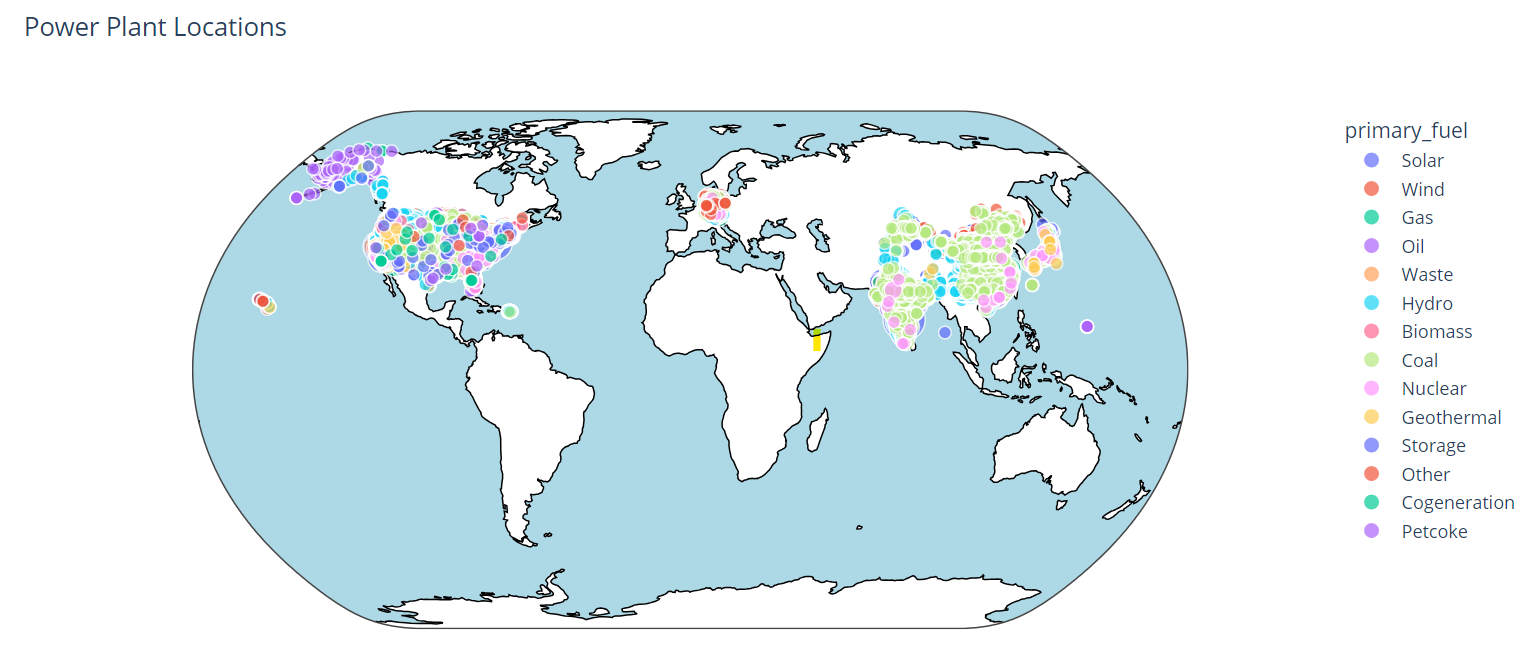 Power Plant Locations
primary_fuel
Solar
Wind
Gas
Oil
Waste
Hydro
Biomass
Coal
Nuclear
Geothermal
Storage
Other
Cogeneration
Petcoke